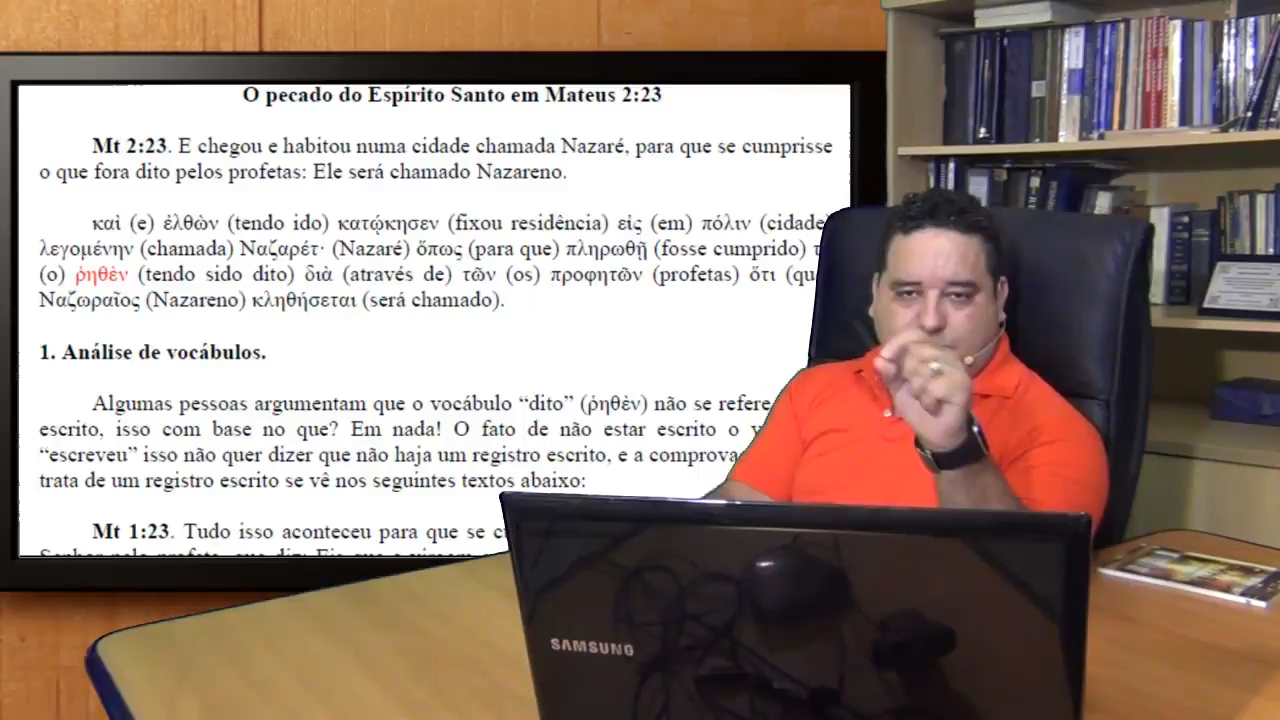 O pecado do Espírito Santo em Mateus 2:23
Mt 2:23. E chegou e habitou numa cidade chamada Nazaré, para que se cumprisse
o que fora dito pelos profetas: Ele será chamado Nazareno.
καὶ (e) ἐλθὼν (tendo ido) κατῴκησεν (fixou residência) εἰς (em) πόλιν (cidade)
λεγομένην (chamada) Ναζαρέτ· (Nazaré) ὅπως (para que) πληρωθῇ (fosse cumprido)
(o) ῥηθὲν (tendo sido dito) διὰ (através de) τῶν (os) προφητῶν (profetas) ὅτι (que
Ναζωραῖος (Nazareno) κληθήσεται (será chamado).
1. Análise de vocábulos.
Algumas pessoas argumentam que o vocábulo “dito” (ῥηθὲν) não se refere
escrito, isso com base no que? Em nada! O fato de não estar escrito o
“escreveu” isso não quer dizer que não haja um registro escrito, e a
trata de um registro escrito se vê nos seguintes textos abaixo:
Mt 1:23. Tudo isso aconteceu para que se
SAMSUNG